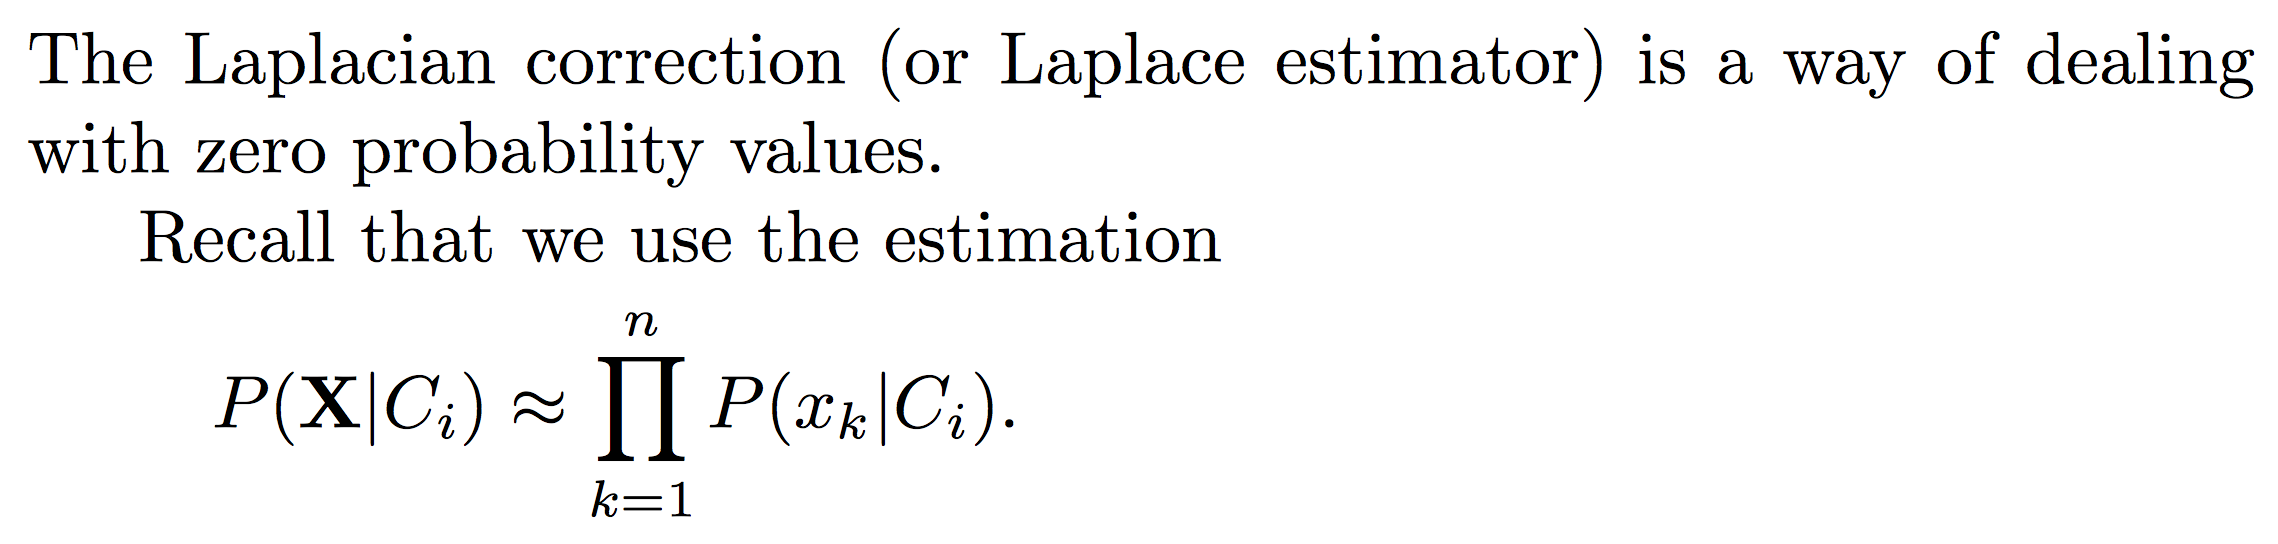 The Laplacian correction (or Laplace estimator) is a way of dealing
with zero probability values.
Recall that we use the estimation
$P(\mathbf{X}|C_i) \approx \prod_{k=1}^{n} P(x_k|C_i).$